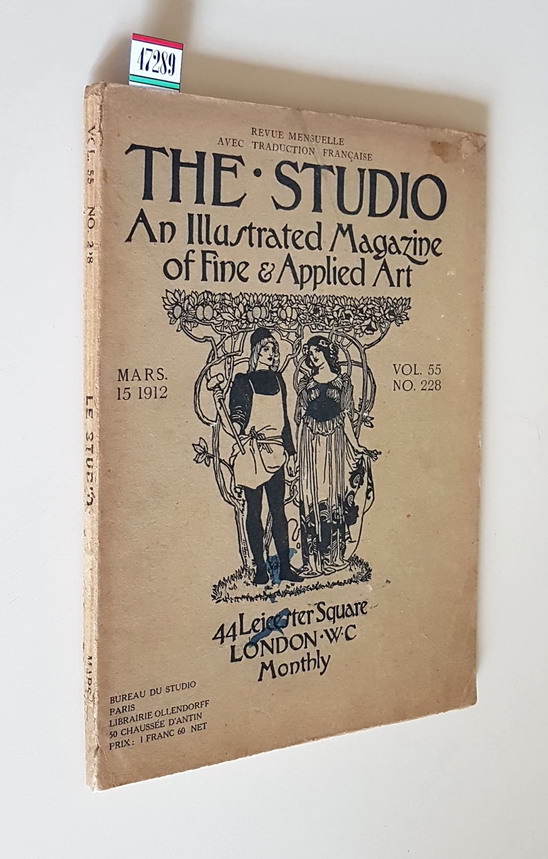 47289
REVUE MENSUELLE
AVEC TRADUCTION FRANÇAISE
THE · STUDIO
An Illustrated Magazine
of Fine & Applied Art
MARS.
15 1912
VOL. 55
NO. 228
44 Leicester Square
LONDON · W·C
Monthly
BUREAU DU STUDIO
PARIS
LIBRAIRIE OLLENDORFF
50 CHAUSSÉE D'ANTIN
PRIX: 1 FRANC 60 NET
VOL. 55 NO. 228
LE STUDIO